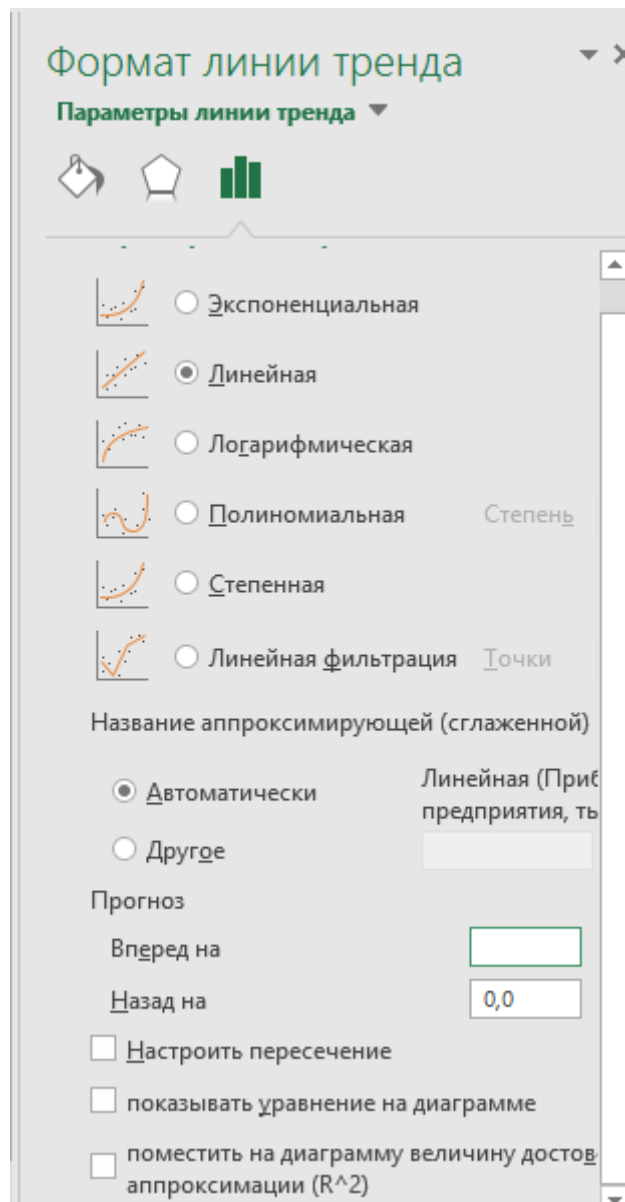 Формат линии тренда
Параметры линии тренда
Экспоненциальная
Линейная
Логарифмическая
Полиномиальная Степень
Степенная
Линейная фильтрация Точки
Название аппроксимирующей (сглаженной)
Автоматически Линейная (Приб
предприятия, ты
Другое
Прогноз
Вперед на
Назад на 0,0
Настроить пересечение
показывать уравнение на диаграмме
поместить на диаграмму величину достов
аппроксимации (R^2)